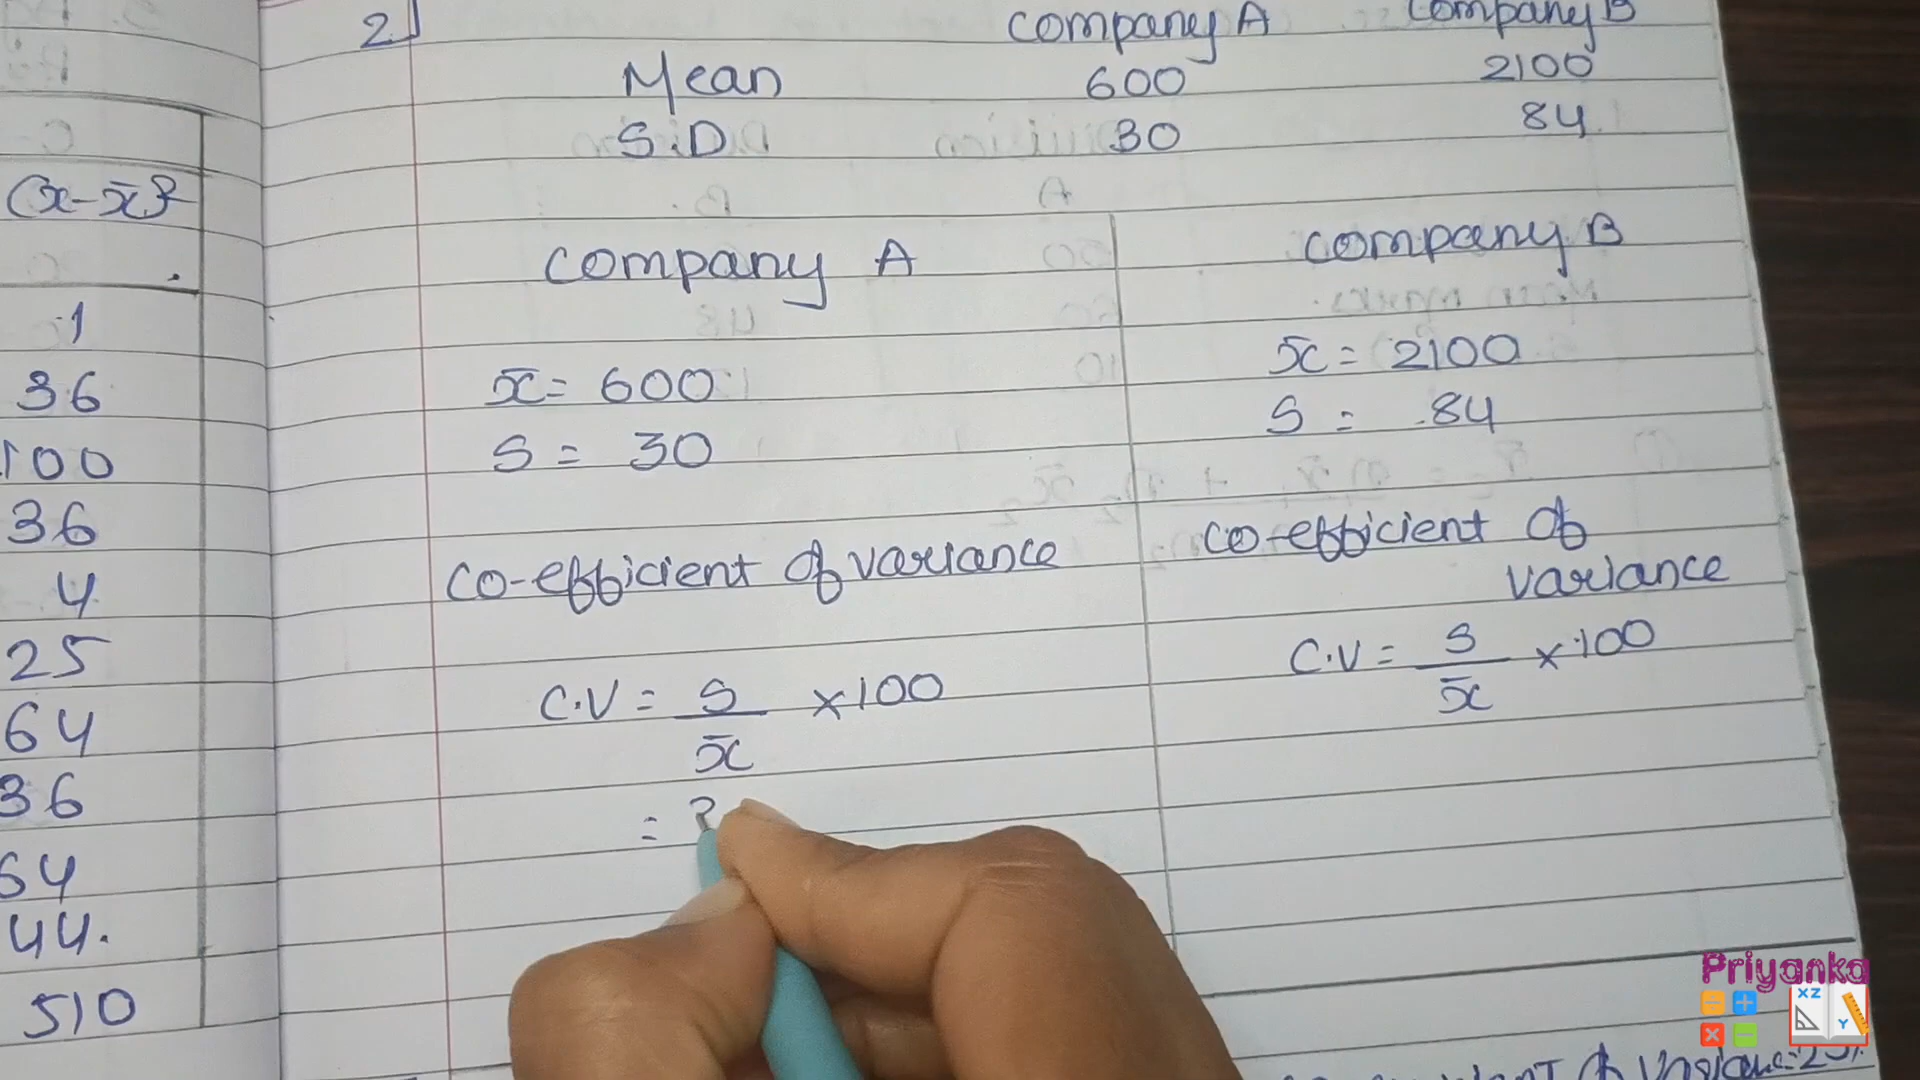 (x-x̄)²
1
36
100
36
4
25
64
36
64
44.
510
2]
Company A Company B
Mean 600 2100
S.D. 30 84
Company A
x̄ = 600
S = 30
co-efficient of variance
C.V = S/x̄ × 100
=
Company B
x̄ = 2100
S = 84
co-efficient of
variance
C.V = S/x̄ × 100
Priyanka
XZ
Y